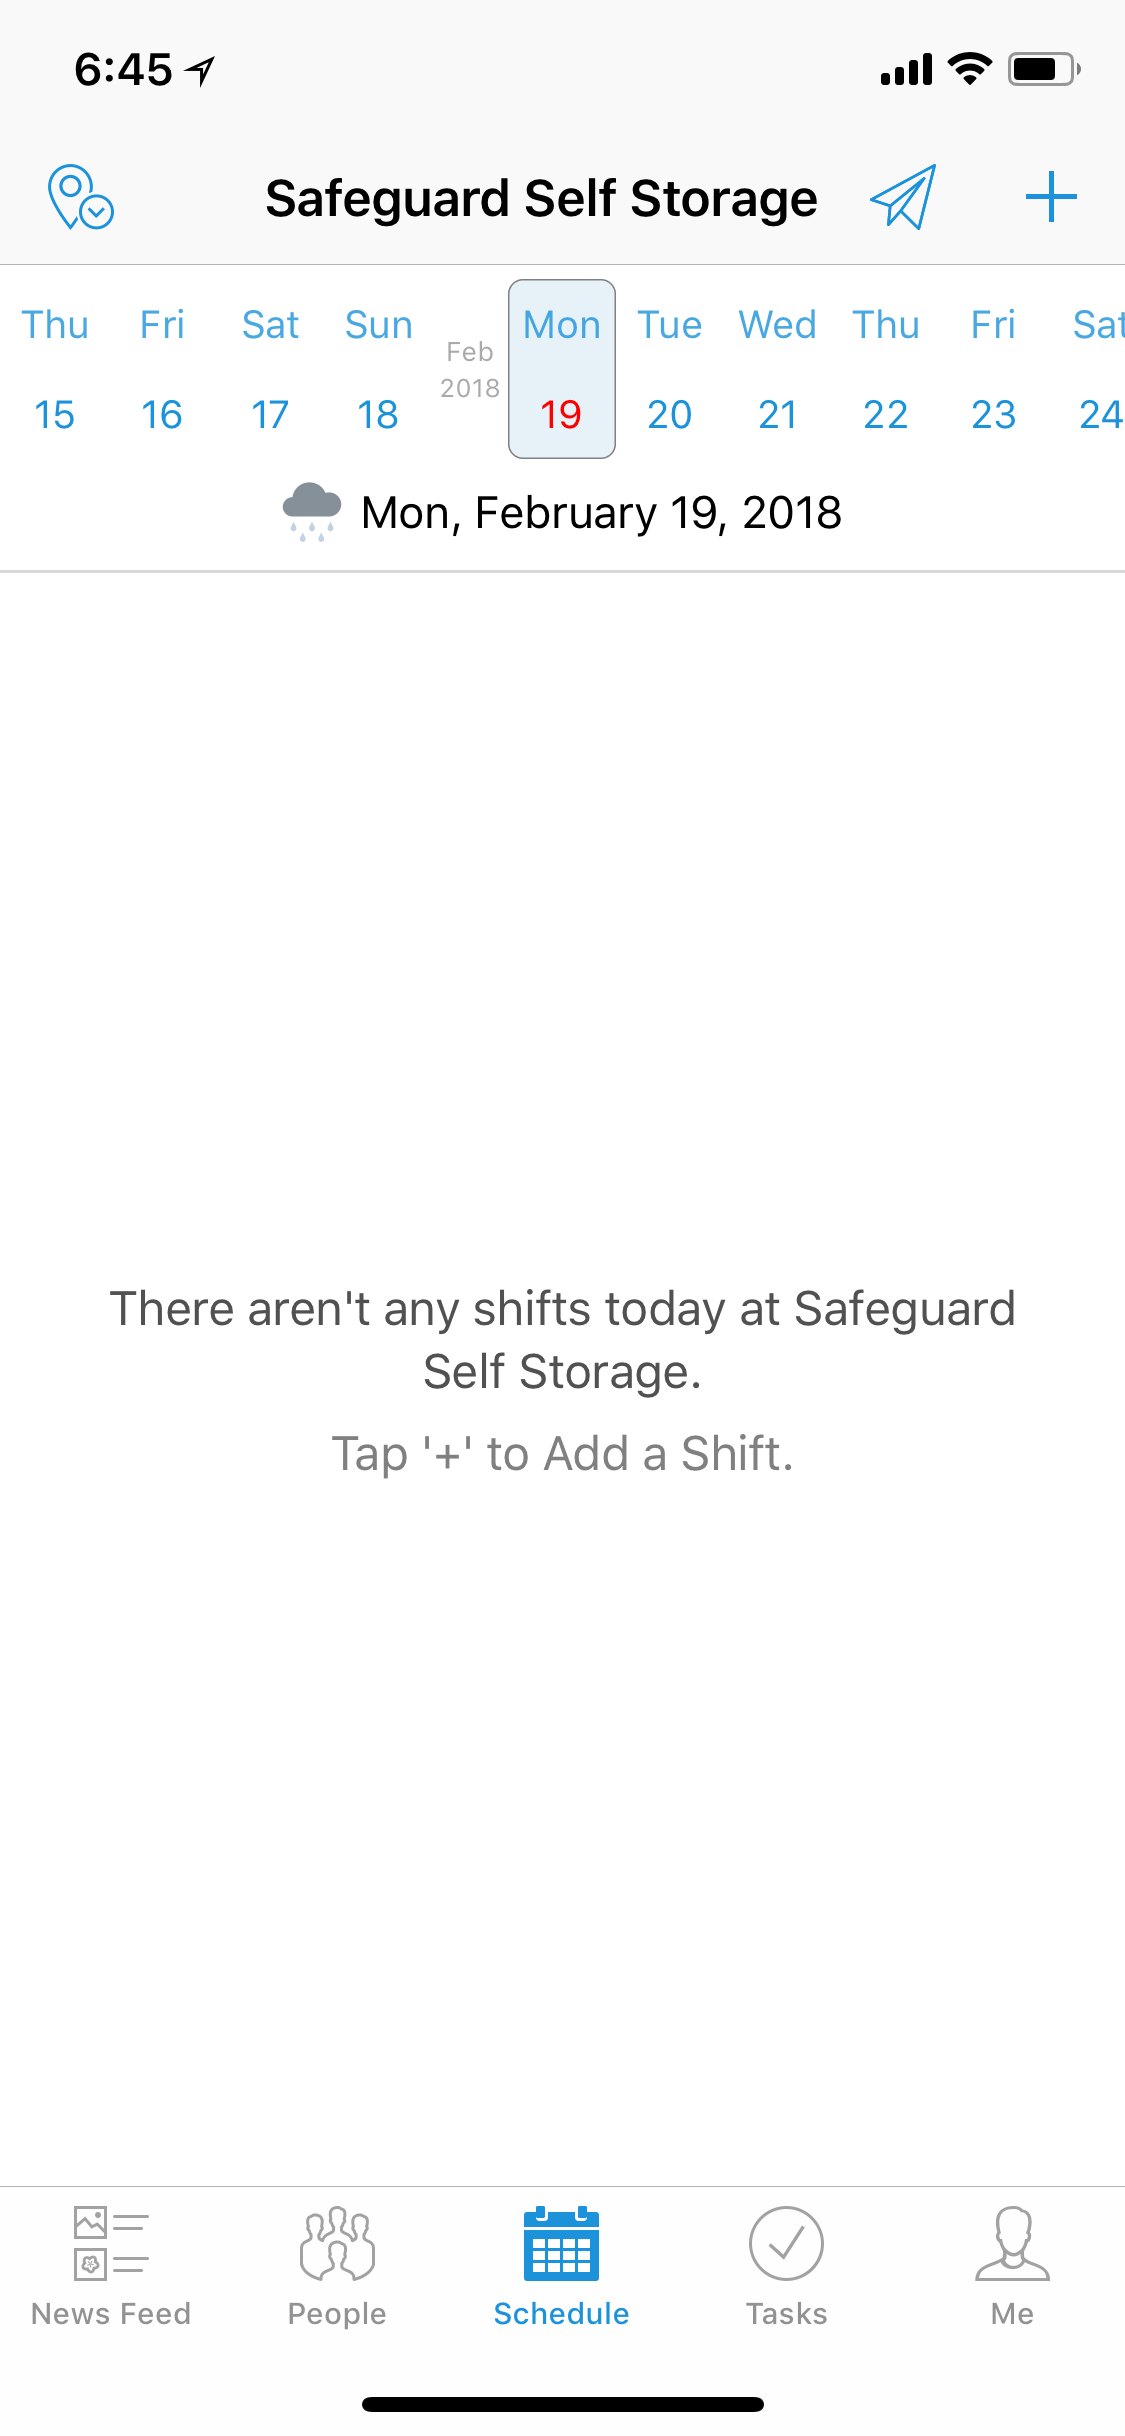 6:45
Safeguard Self Storage
Thu Fri Sat Sun Feb 2018 Mon Tue Wed Thu Fri Sat
15 16 17 18 19 20 21 22 23 24
Mon, February 19, 2018
There aren't any shifts today at Safeguard
Self Storage.
Tap '+' to Add a Shift.
News Feed People Schedule Tasks Me